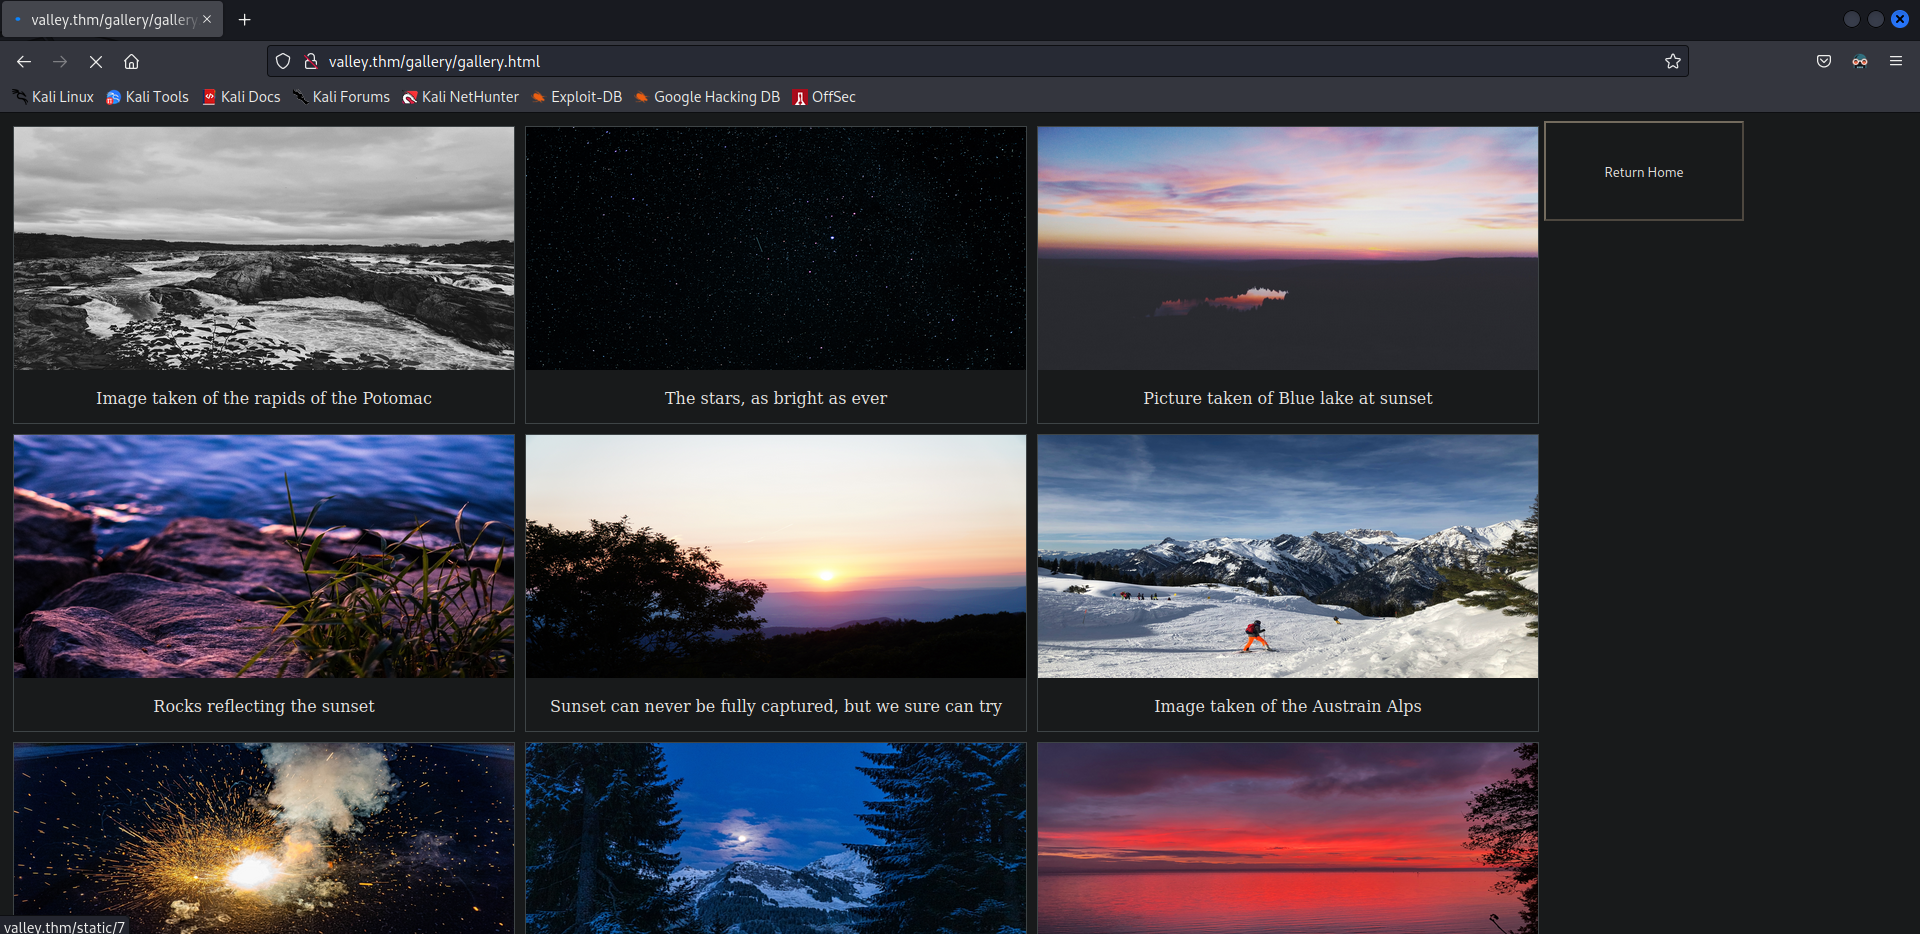 valley.thm/gallery/gallery
valley.thm/gallery/gallery.html
Kali Linux Kali Tools Kali Docs Kali Forums Kali NetHunter Exploit-DB Google Hacking DB OffSec
Return Home
Image taken of the rapids of the Potomac
The stars, as bright as ever
Picture taken of Blue lake at sunset
Rocks reflecting the sunset
Sunset can never be fully captured, but we sure can try
Image taken of the Austrain Alps
valley.thm/static/7